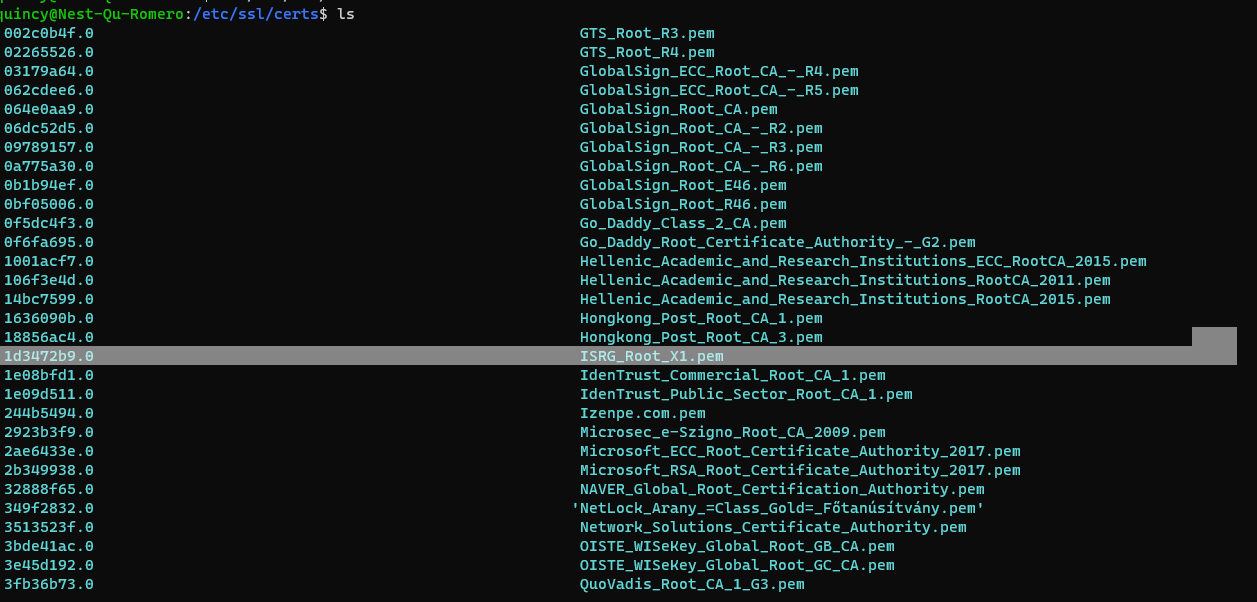 quincy@Nest-Qu-Romero:/etc/ssl/certs$ ls
002c0b4f.0 GTS_Root_R3.pem
02265526.0 GTS_Root_R4.pem
03179a64.0 GlobalSign_ECC_Root_CA_-_R4.pem
062cdee6.0 GlobalSign_ECC_Root_CA_-_R5.pem
064e0aa9.0 GlobalSign_Root_CA.pem
06dc52d5.0 GlobalSign_Root_CA_-_R2.pem
09789157.0 GlobalSign_Root_CA_-_R3.pem
0a775a30.0 GlobalSign_Root_CA_-_R6.pem
0b1b94ef.0 GlobalSign_Root_E46.pem
0bf05006.0 GlobalSign_Root_R46.pem
0f5dc4f3.0 Go_Daddy_Class_2_CA.pem
0f6fa695.0 Go_Daddy_Root_Certificate_Authority_-_G2.pem
1001acf7.0 Hellenic_Academic_and_Research_Institutions_ECC_RootCA_2015.pem
106f3e4d.0 Hellenic_Academic_and_Research_Institutions_RootCA_2011.pem
14bc7599.0 Hellenic_Academic_and_Research_Institutions_RootCA_2015.pem
1636090b.0 Hongkong_Post_Root_CA_1.pem
18856ac4.0 Hongkong_Post_Root_CA_3.pem
1d3472b9.0 ISRG_Root_X1.pem
1e08bfd1.0 IdenTrust_Commercial_Root_CA_1.pem
1e09d511.0 IdenTrust_Public_Sector_Root_CA_1.pem
244b5494.0 Izenpe.com.pem
2923b3f9.0 Microsec_e-Szigno_Root_CA_2009.pem
2ae6433e.0 Microsoft_ECC_Root_Certificate_Authority_2017.pem
2b349938.0 Microsoft_RSA_Root_Certificate_Authority_2017.pem
32888f65.0 NAVER_Global_Root_Certification_Authority.pem
349f2832.0 'NetLock_Arany_=Class_Gold=_Főtanúsítvány.pem'
3513523f.0 Network_Solutions_Certificate_Authority.pem
3bde41ac.0 OISTE_WISeKey_Global_Root_GB_CA.pem
3e45d192.0 OISTE_WISeKey_Global_Root_GC_CA.pem
3fb36b73.0 QuoVadis_Root_CA_1_G3.pem